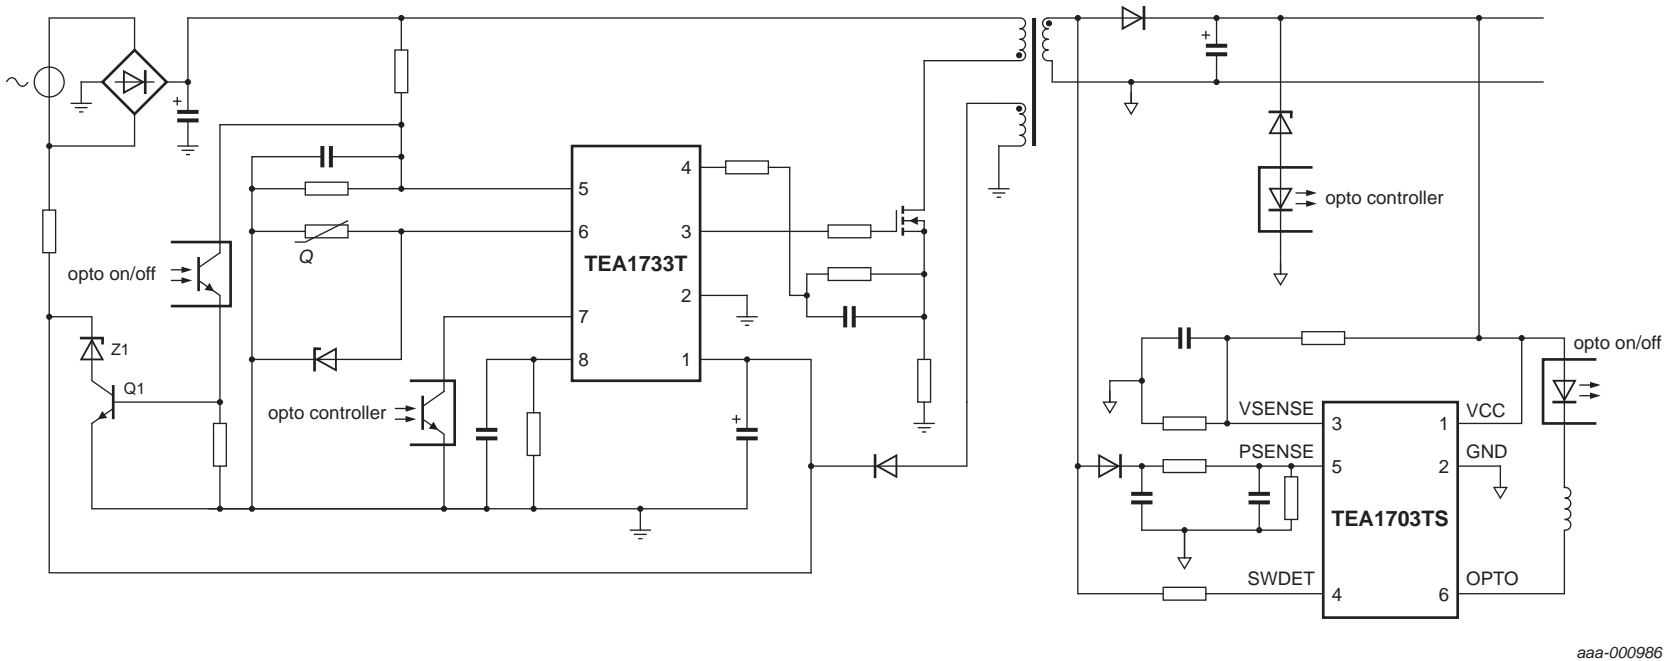 opto on/off
Z1
Q1
Q
opto controller
TEA1733T
5
6
7
8
4
3
2
1
opto controller
opto on/off
TEA1703TS
VSENSE
3
PSENSE
5
SWDET
4
VCC
1
GND
2
OPTO
6
aaa-000986